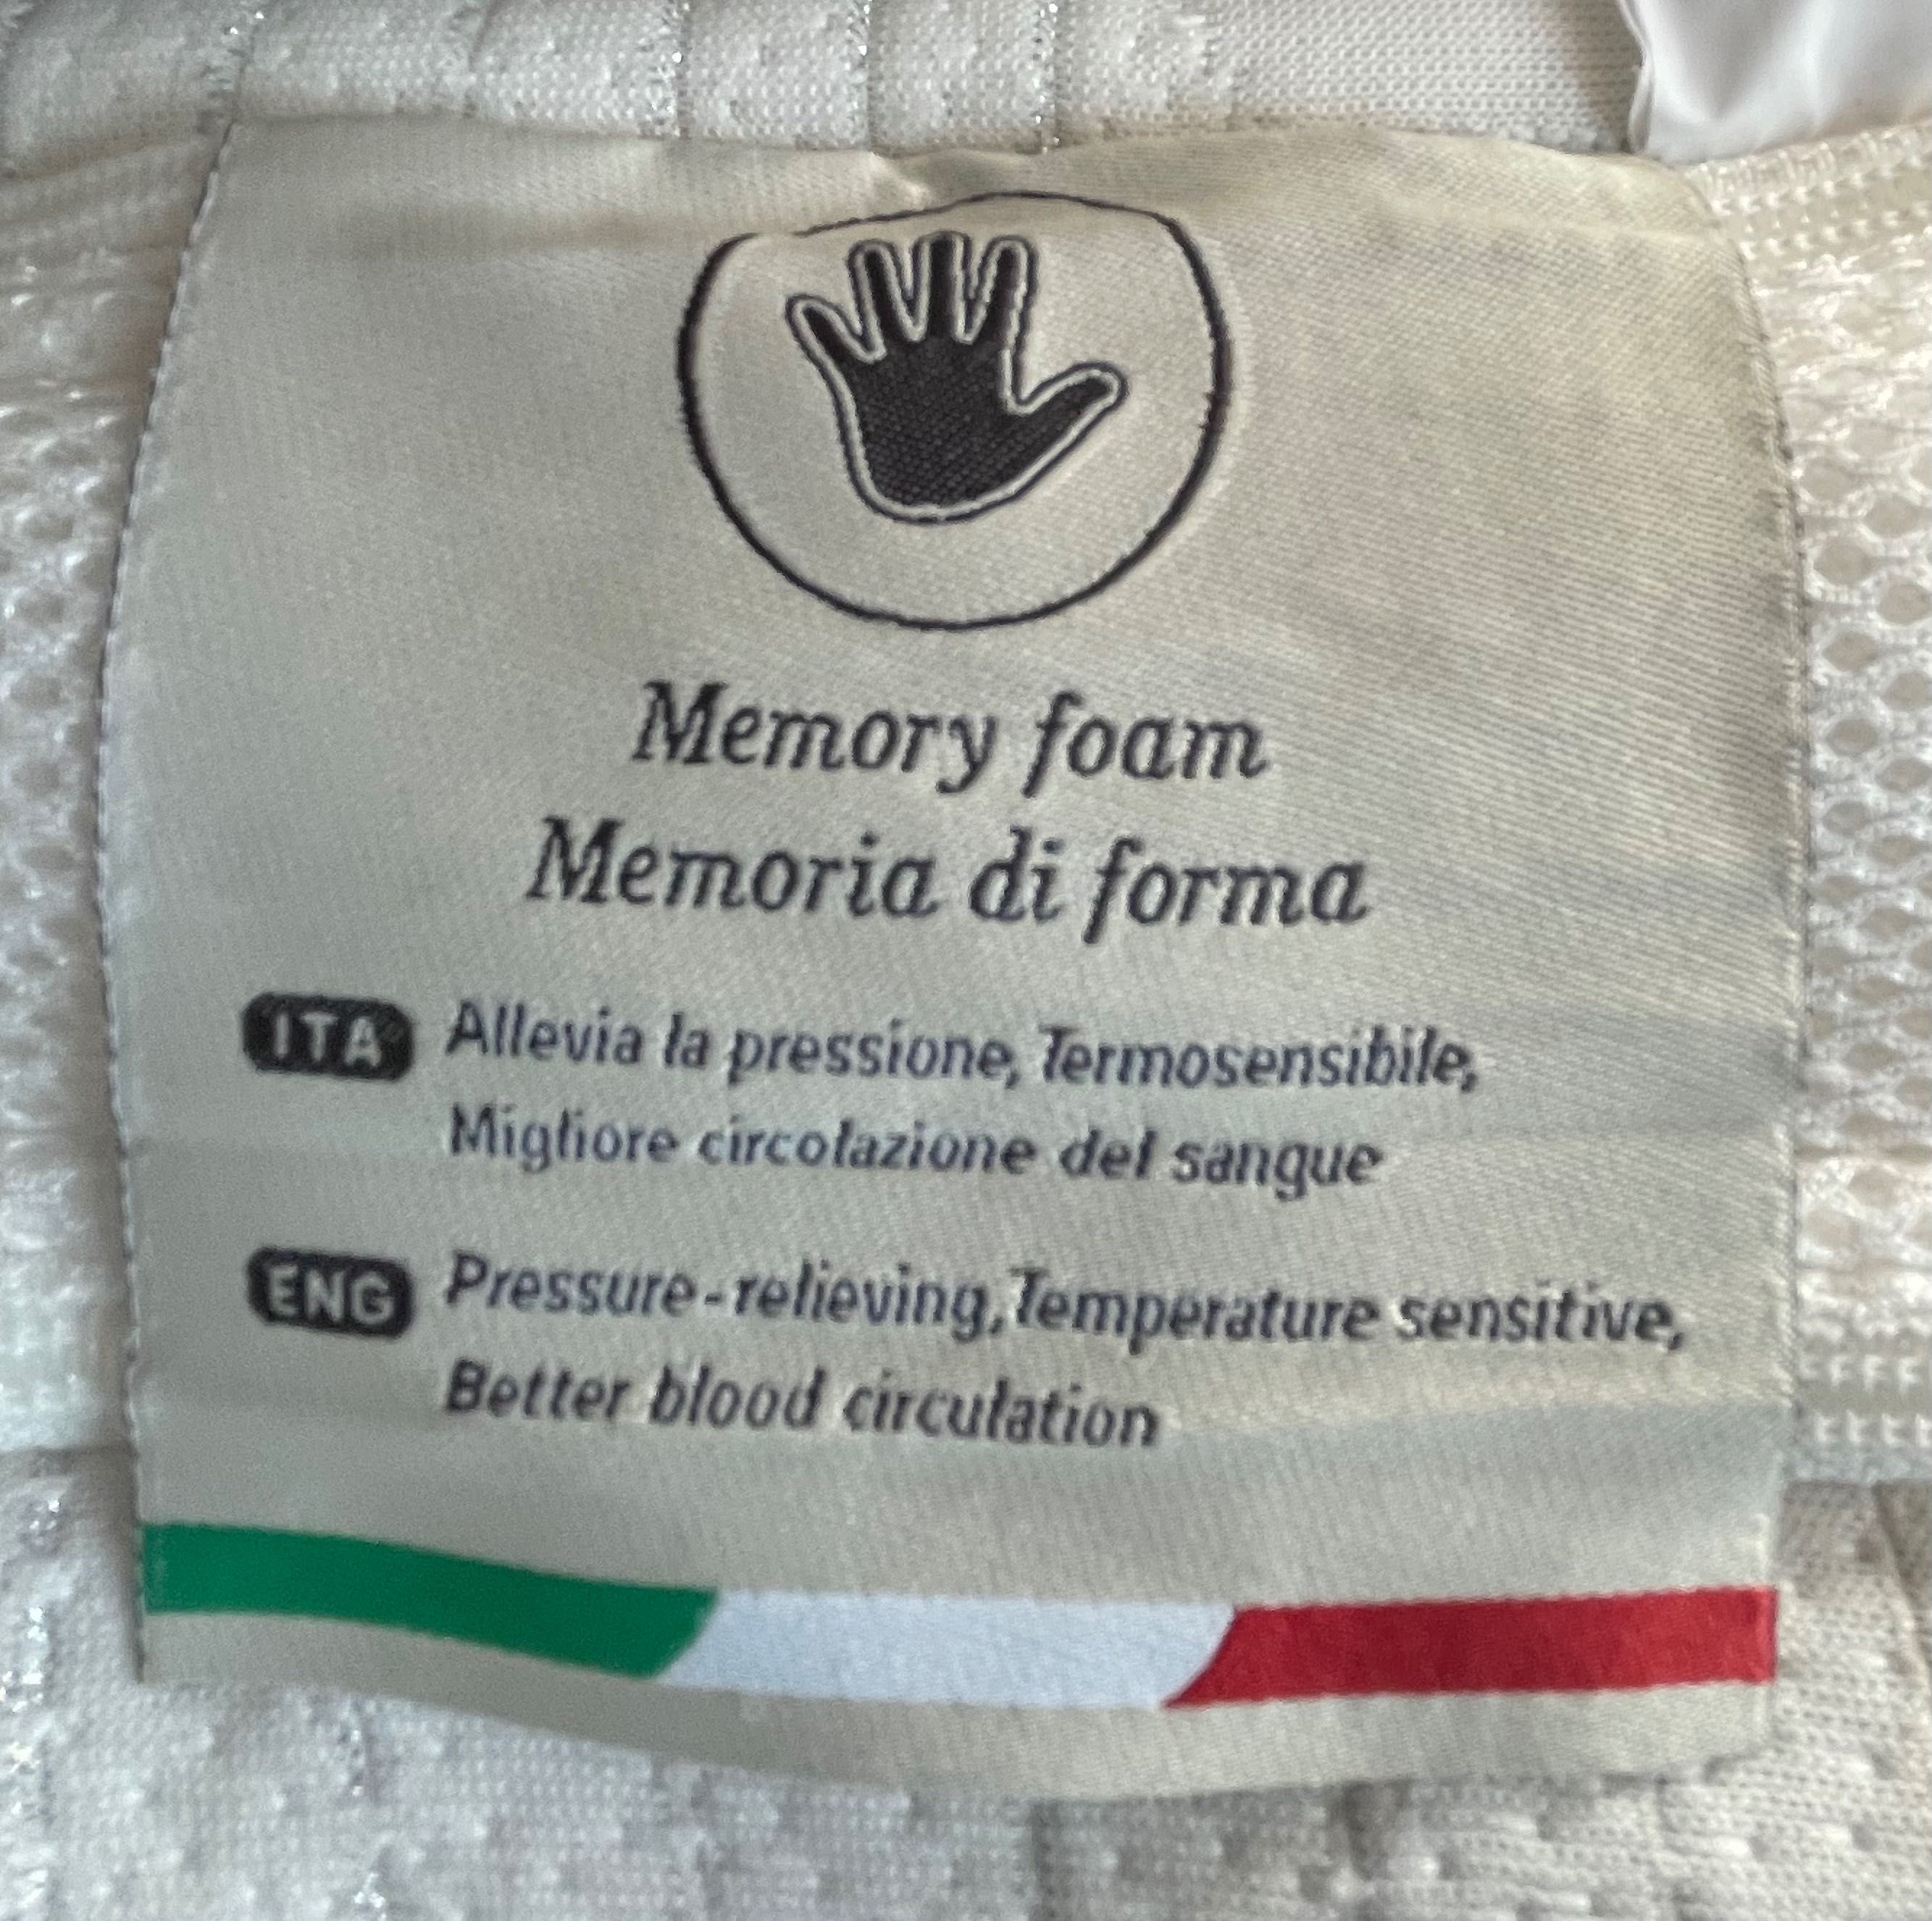 Memory foam
Memoria di forma
ITA Allevia la pressione, Termosensibile,
Migliore circolazione del sangue
ENG Pressure-relieving, Temperature sensitive,
Better blood circulation